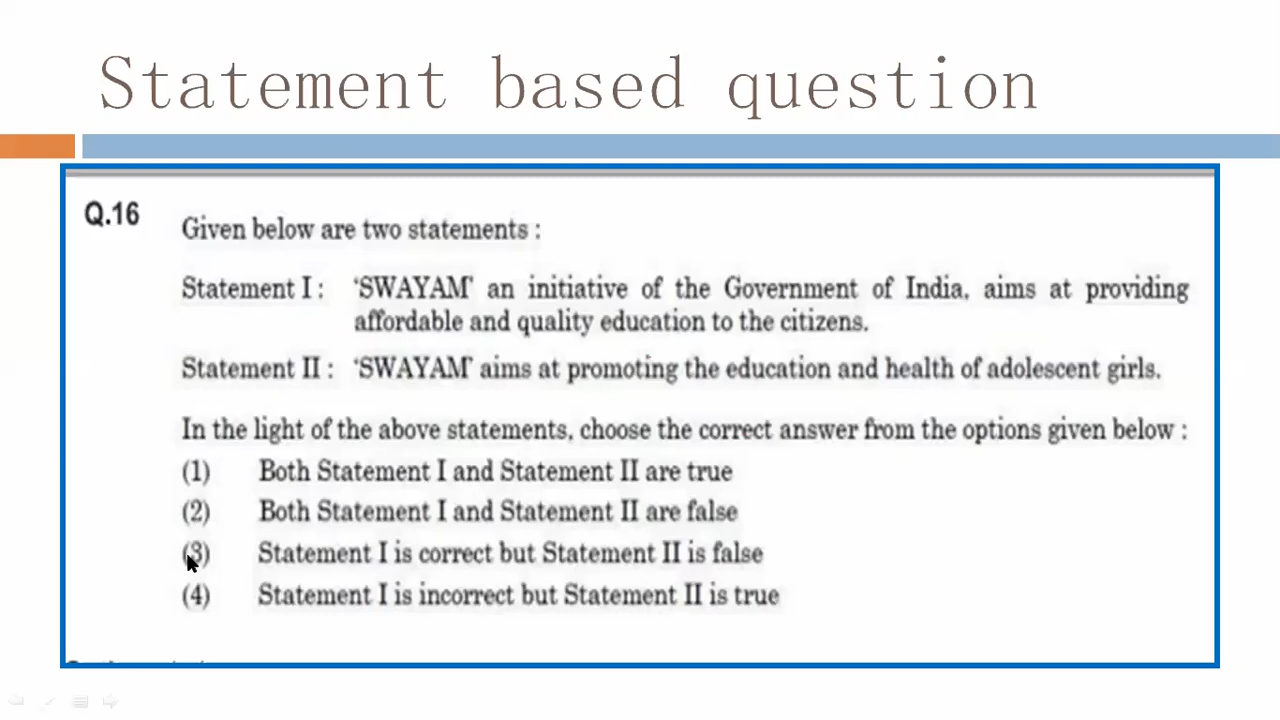 Statement based question
Q.16
Given below are two statements :
Statement I : 'SWAYAM' an initiative of the Government of India, aims at providing
affordable and quality education to the citizens.
Statement II : 'SWAYAM' aims at promoting the education and health of adolescent girls.
In the light of the above statements, choose the correct answer from the options given below :
(1) Both Statement I and Statement II are true
(2) Both Statement I and Statement II are false
(3) Statement I is correct but Statement II is false
(4) Statement I is incorrect but Statement II is true